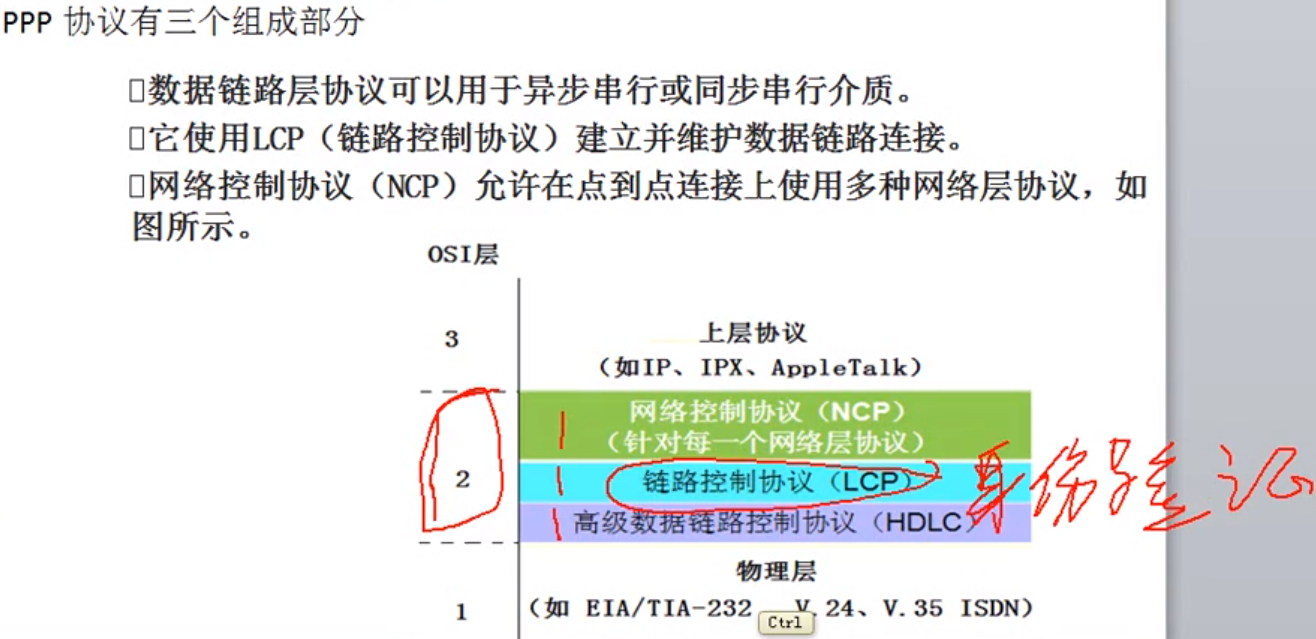 PPP 协议有三个组成部分
数据链路层协议可以用于异步串行或同步串行介质。
它使用LCP（链路控制协议）建立并维护数据链路连接。
网络控制协议（NCP）允许在点到点连接上使用多种网络层协议，如
图所示。
OSI层
3
上层协议
（如IP、IPX、AppleTalk）
网络控制协议（NCP）
（针对每一个网络层协议）
2
链路控制协议（LCP）
身份验证
高级数据链路控制协议（HDLC）
物理层
1
（如 EIA/TIA-232 V.24、V.35 ISDN）
Ctrl